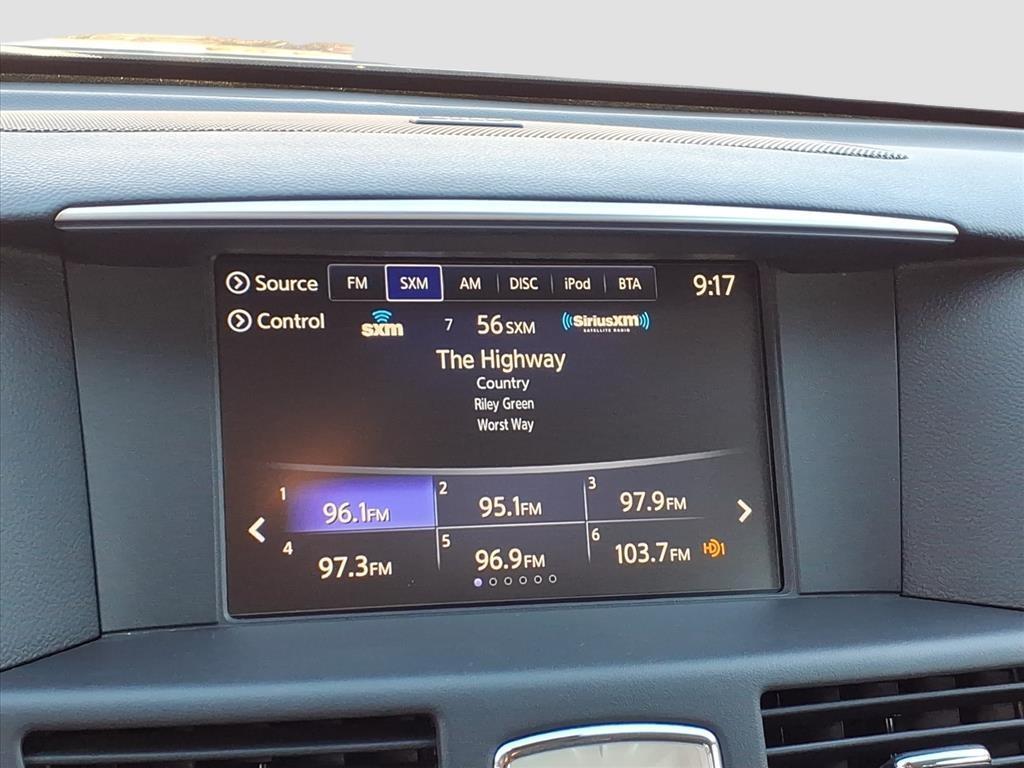 Source FM SXM AM DISC iPod BTA 9:17
Control sxm 7 56 SXM ((SiriusXM)) SATELLITE RADIO
The Highway
Country
Riley Green
Worst Way
1 96.1FM 2 95.1FM 3 97.9FM
4 97.3FM 5 96.9FM 6 103.7FM HD1